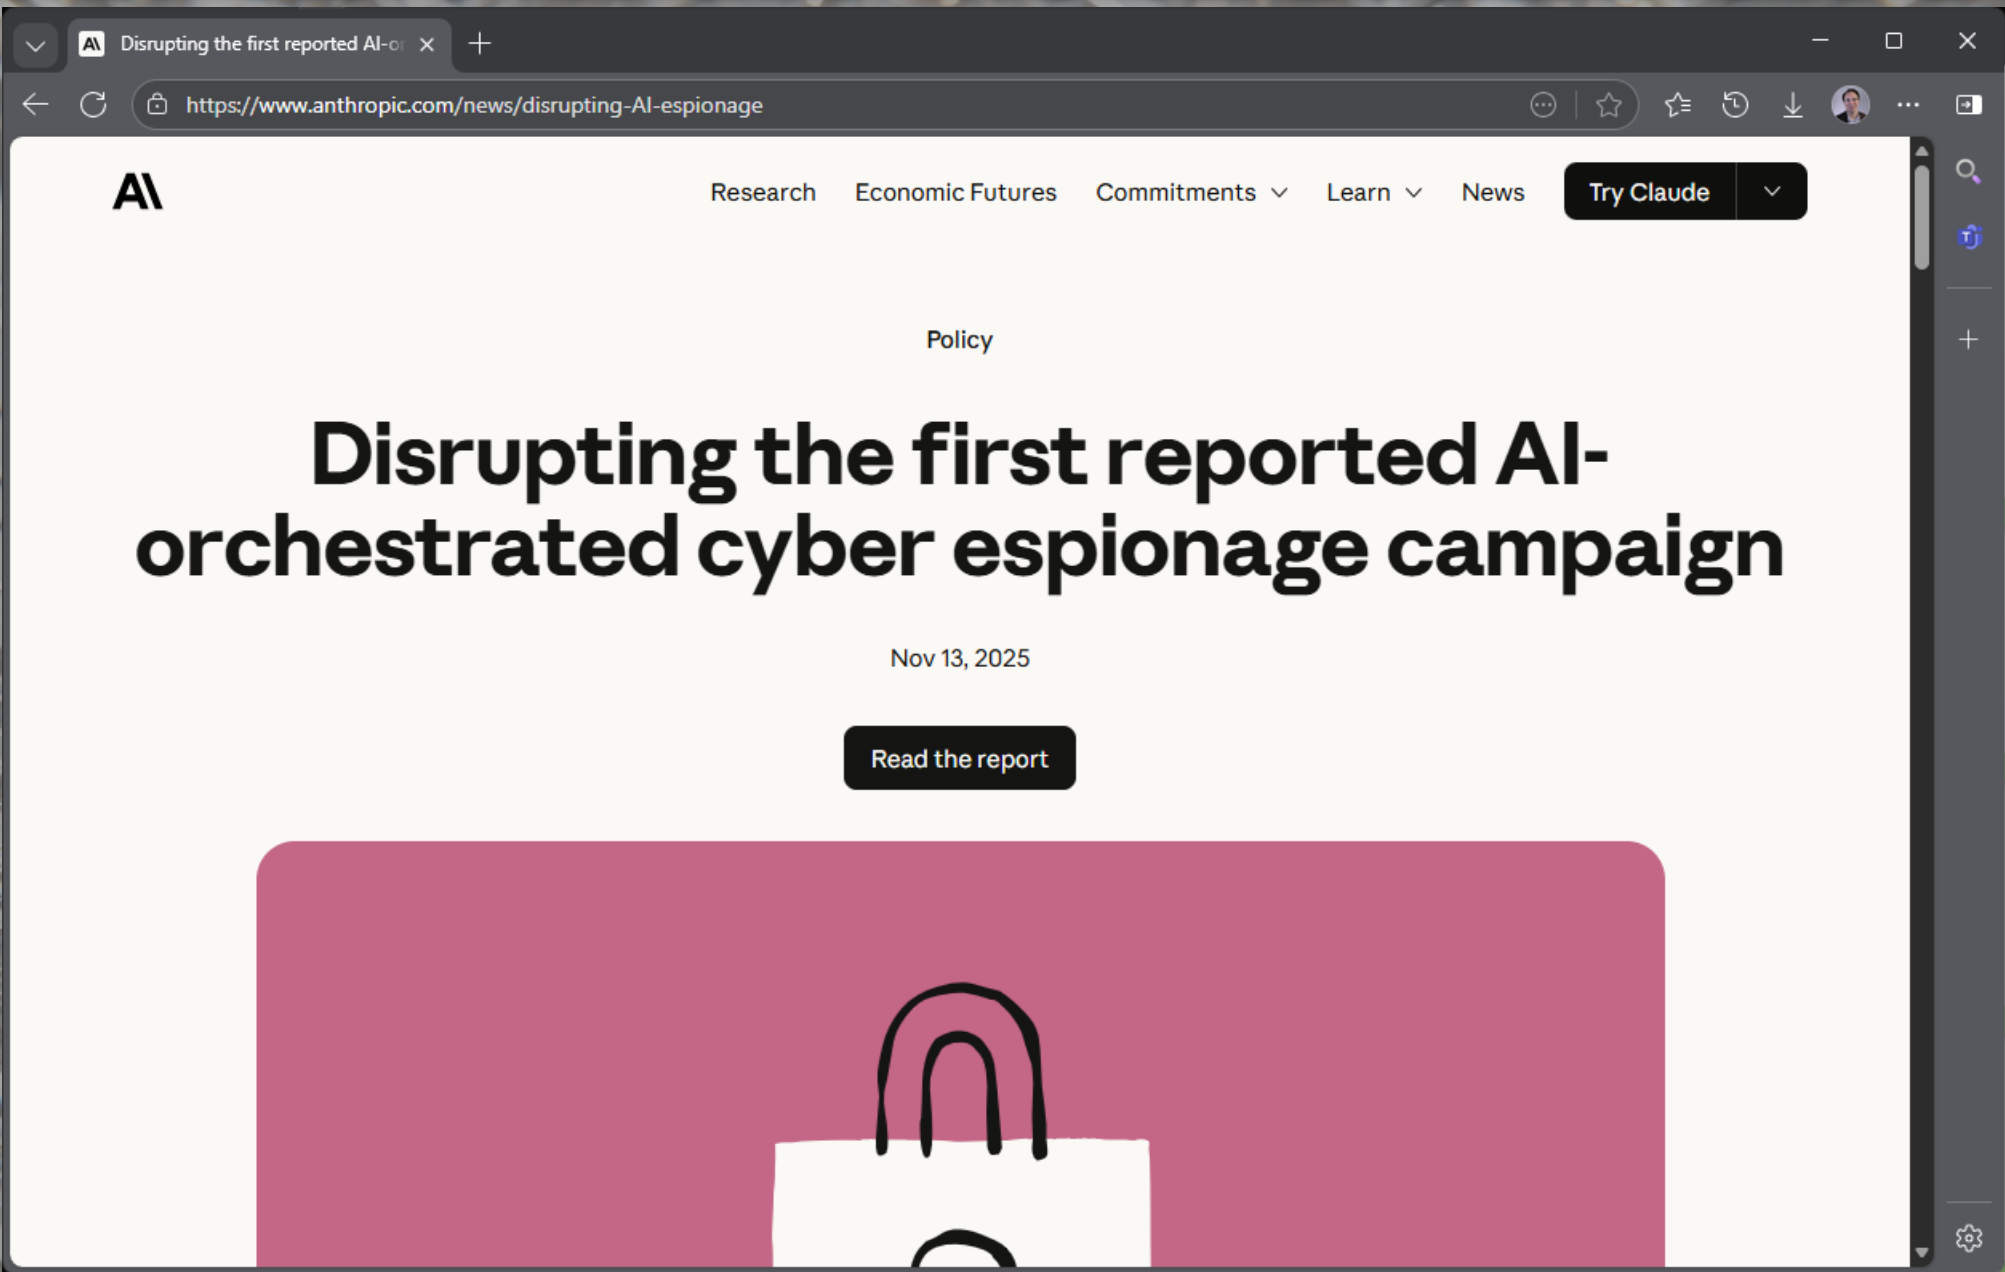 Disrupting the first reported AI-o
https://www.anthropic.com/news/disrupting-AI-espionage
AI
Research Economic Futures Commitments Learn News Try Claude
Policy
Disrupting the first reported AI-
orchestrated cyber espionage campaign
Nov 13, 2025
Read the report